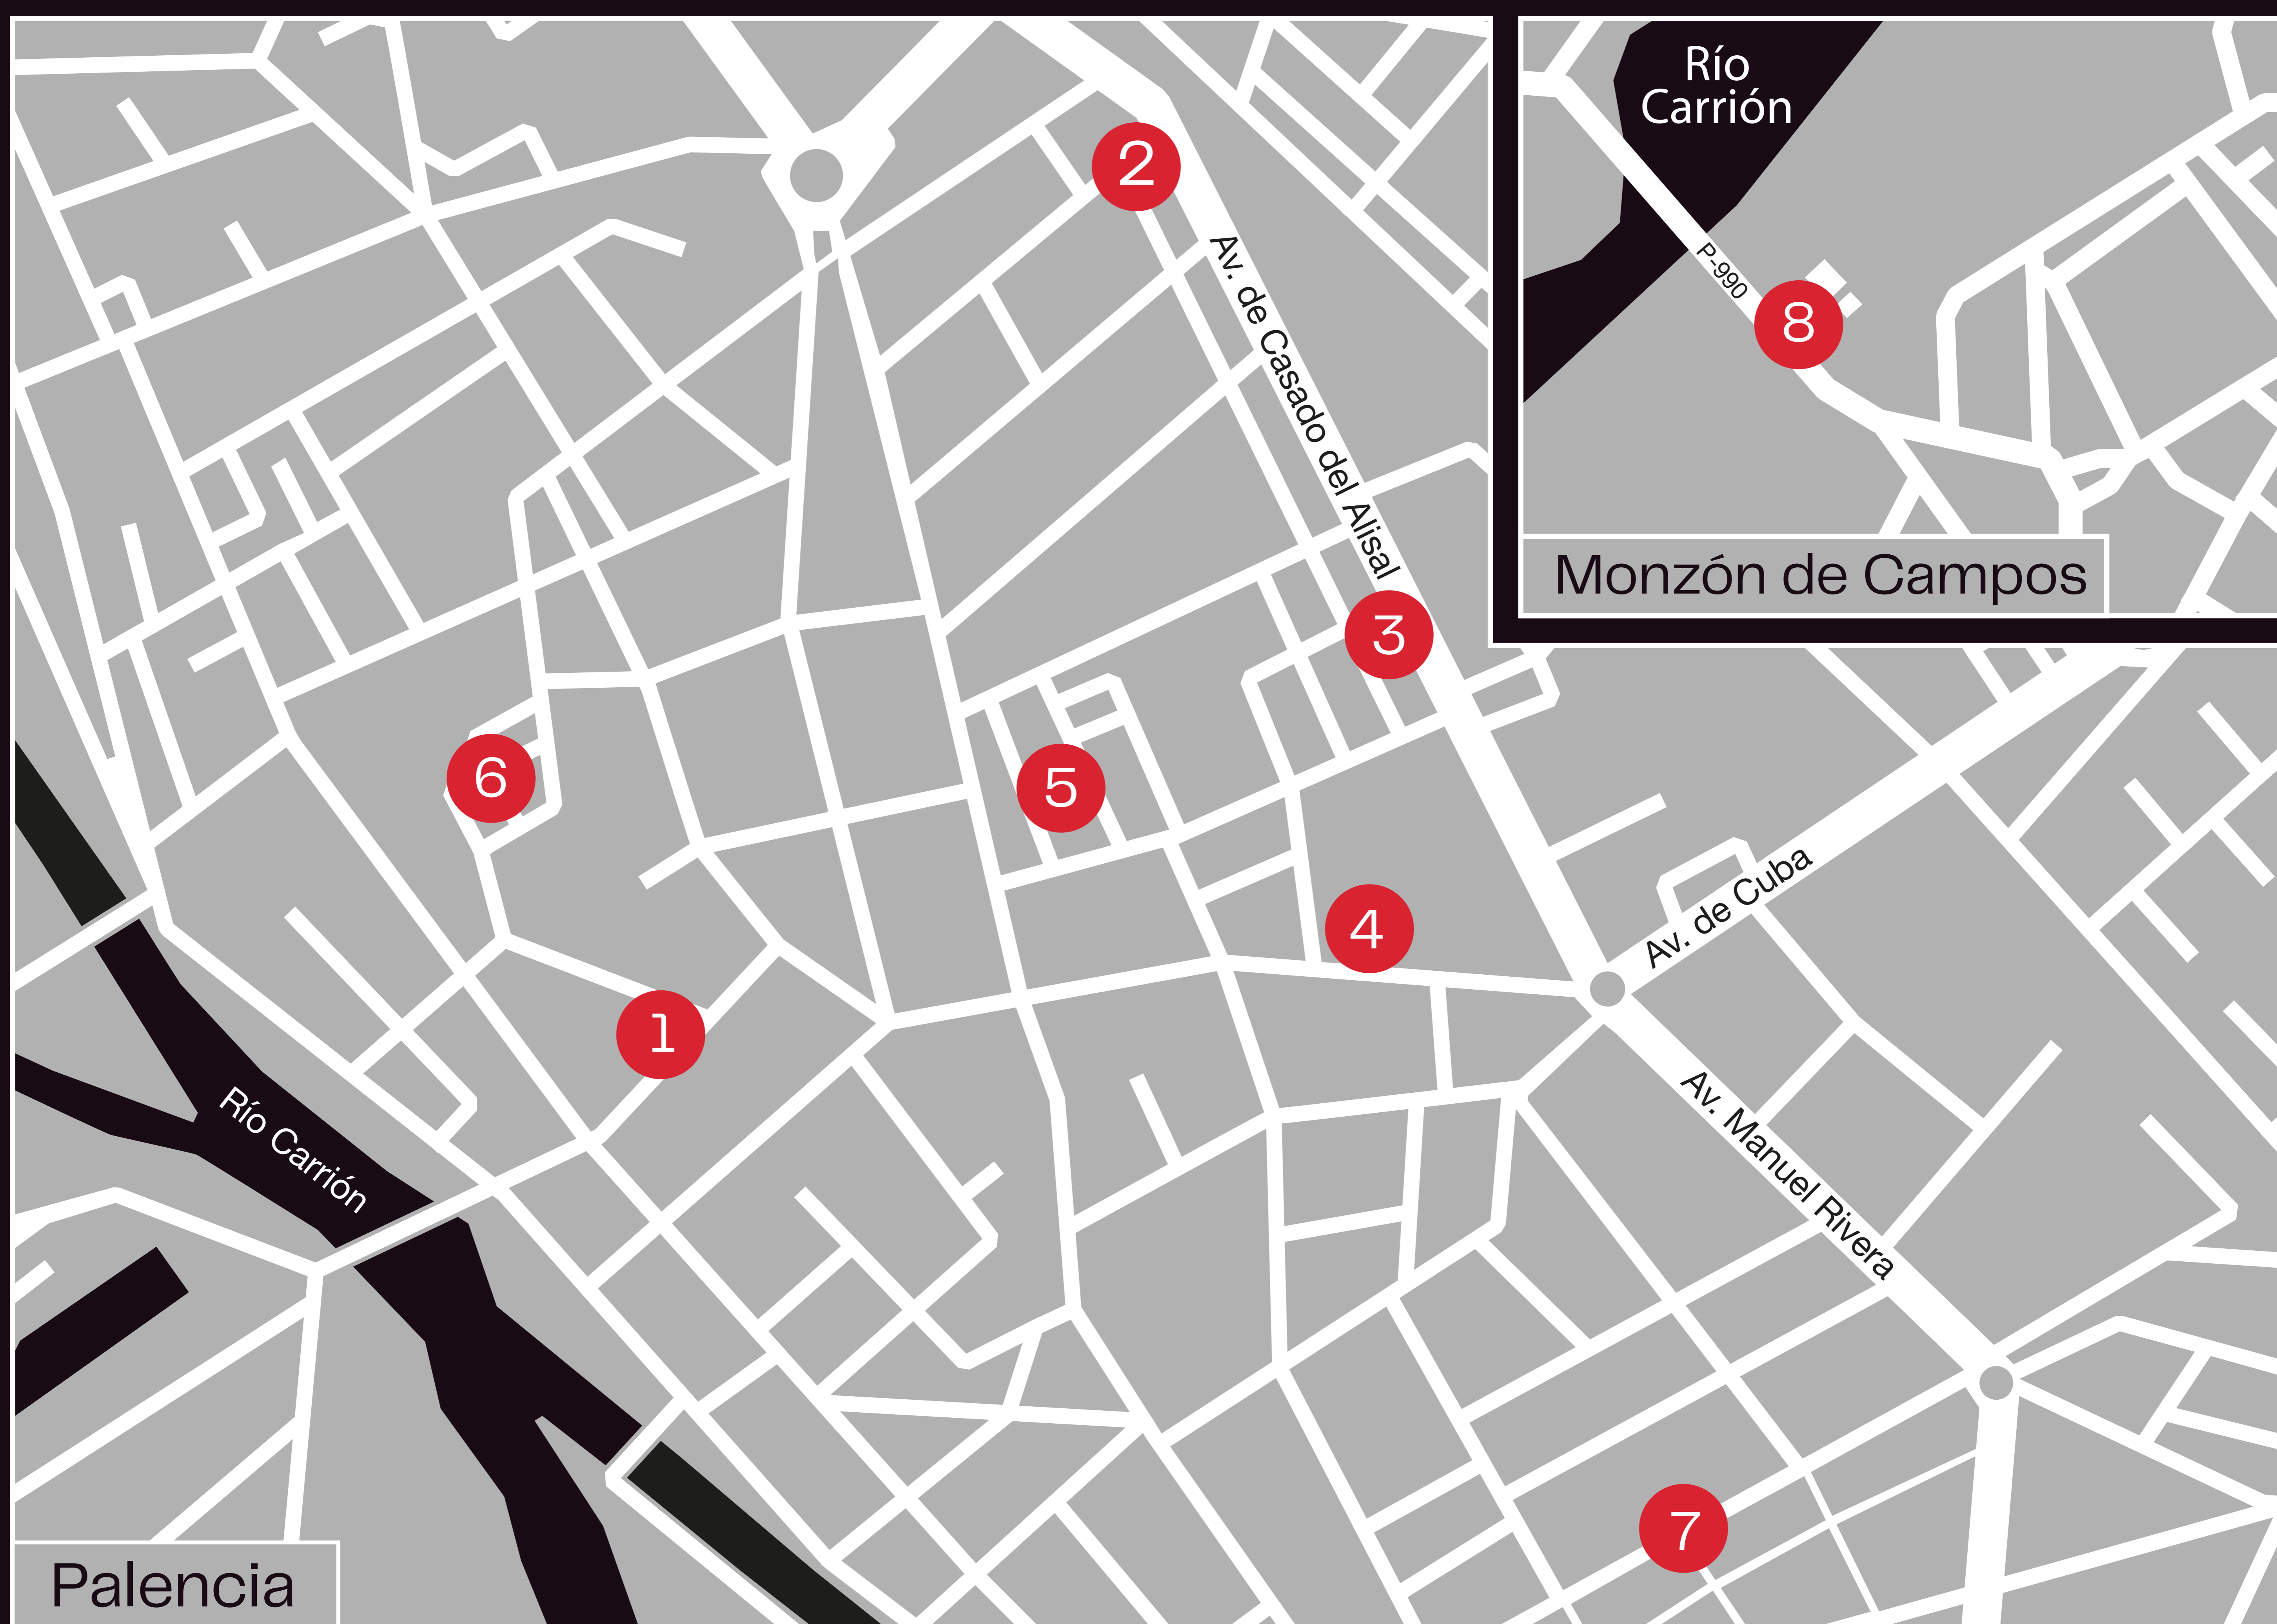 Río
Carrión
P-990
8
Monzón de Campos
2
Av. de Casado del Alisal
3
6
5
4
Av. de Cuba
1
Av. Manuel Rivera
Río Carrión
7
Palencia